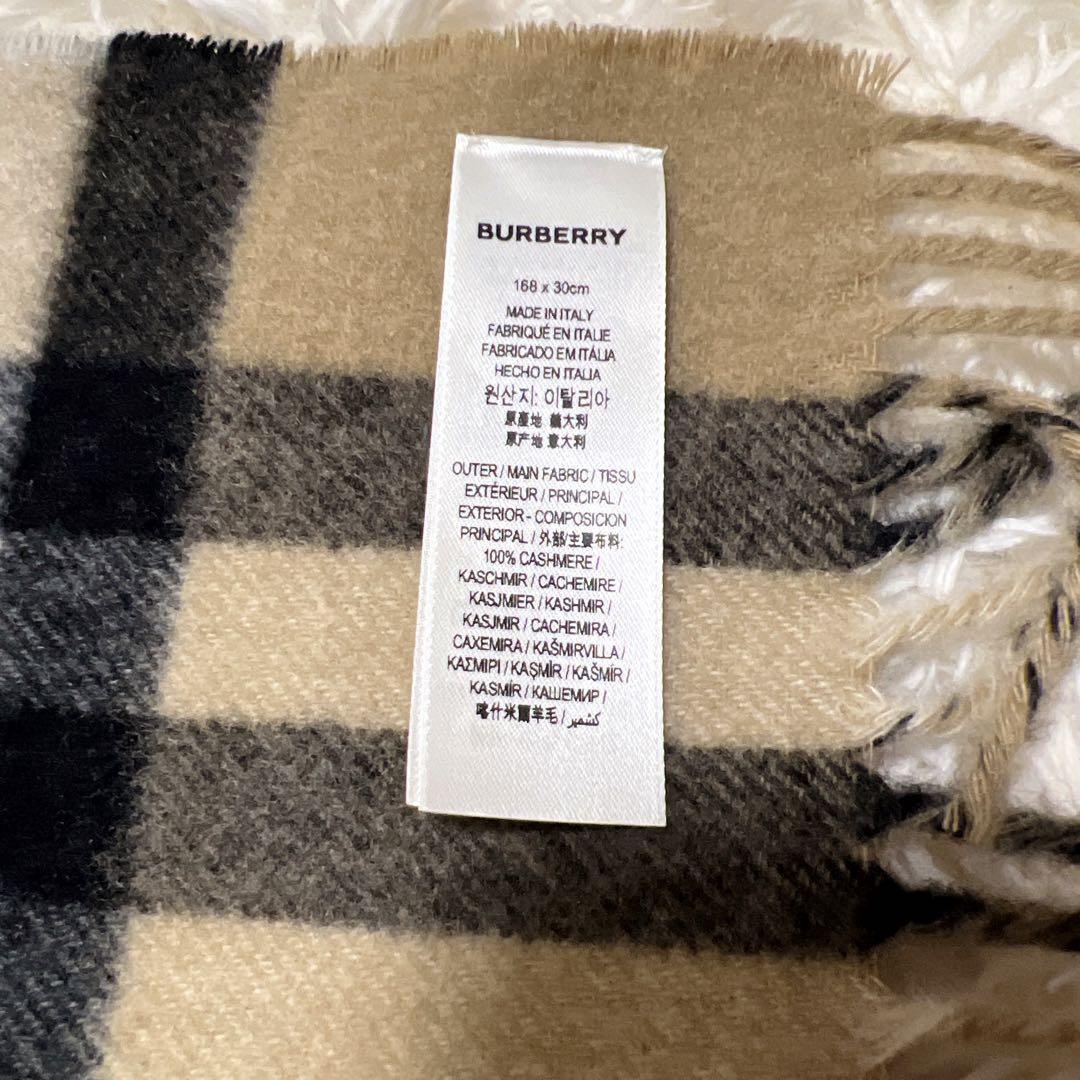 BURBERRY
168 x 30cm
MADE IN ITALY
FABRIQUÉ EN ITALIE
FABRICADO EM ITÁLIA
HECHO EN ITALIA
원산지: 이탈리아
原產地 義大利
原产地 意大利
OUTER / MAIN FABRIC / TISSU
EXTÉRIEUR / PRINCIPAL /
EXTERIOR - COMPOSICION
PRINCIPAL / 外部/主要布料:
100% CASHMERE /
KASCHMIR / CACHEMIRE /
KASJMIER / KASHMIR /
KASJMIR / CACHEMIRA /
CAXEMIRA / KAŠMIRVILLA /
ΚΑΣΜΙΡΙ / KAŞMİR / KAŠMÍR /
KASMÍR / КАШЕМИР /
喀什米爾羊毛 / كشمير